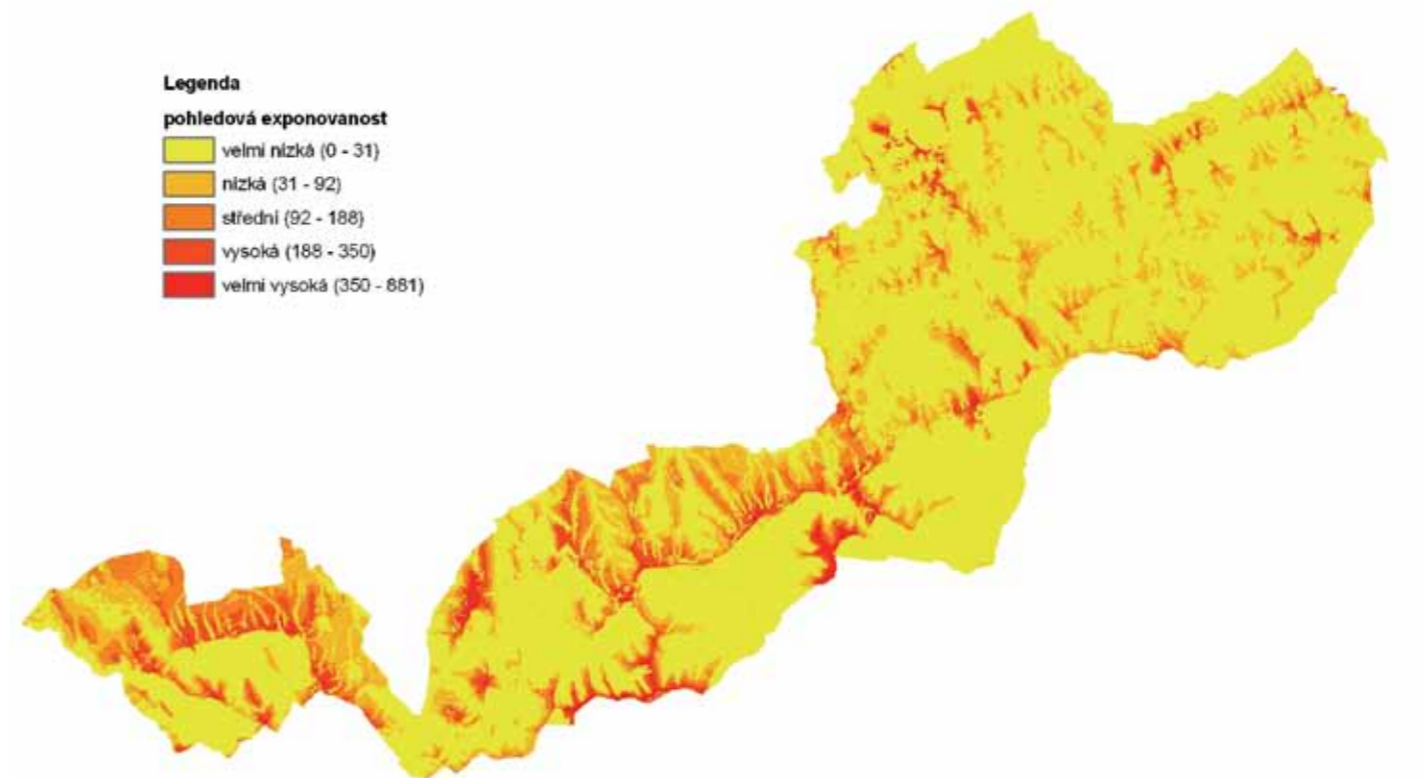 Legenda
pohledová exponovanost
velmi nízká (0 - 31)
nízká (31 - 92)
střední (92 - 188)
vysoká (188 - 350)
velmi vysoká (350 - 881)